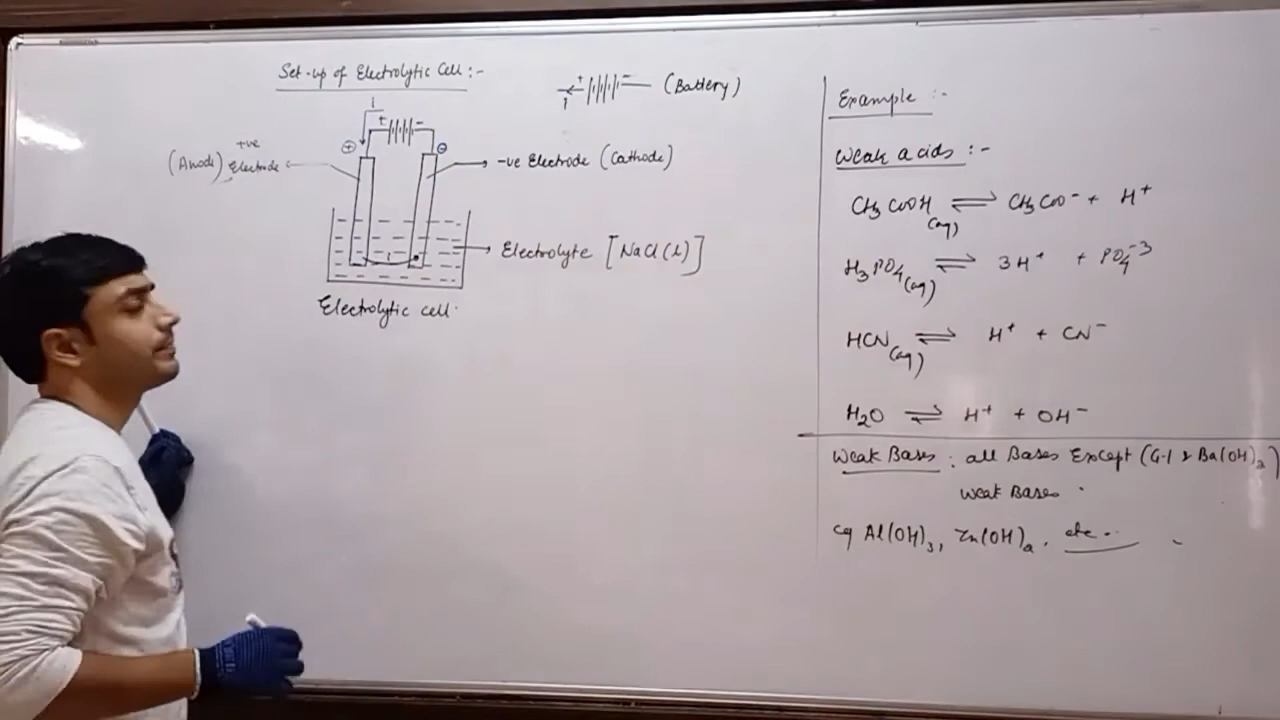 Set-up of Electrolytic Cell :-
i + - (Battery)
i
+ -
⊕ ⊖
(Anode) +ve Electrode
-ve Electrode (Cathode)
Electrolyte [NaCl(l)]
i
Electrolytic cell.
Example :-
Weak acids :-
CH3COOH(aq) ⇌ CH3COO⁻ + H⁺
H3PO4(aq) ⇌ 3H⁺ + PO4⁻³
HCN(aq) ⇌ H⁺ + CN⁻
H2O ⇌ H⁺ + OH⁻
Weak Bases : all Bases Except (G-1 & Ba(OH)2)
Weak Bases.
eg Al(OH)3, Zn(OH)2, etc..